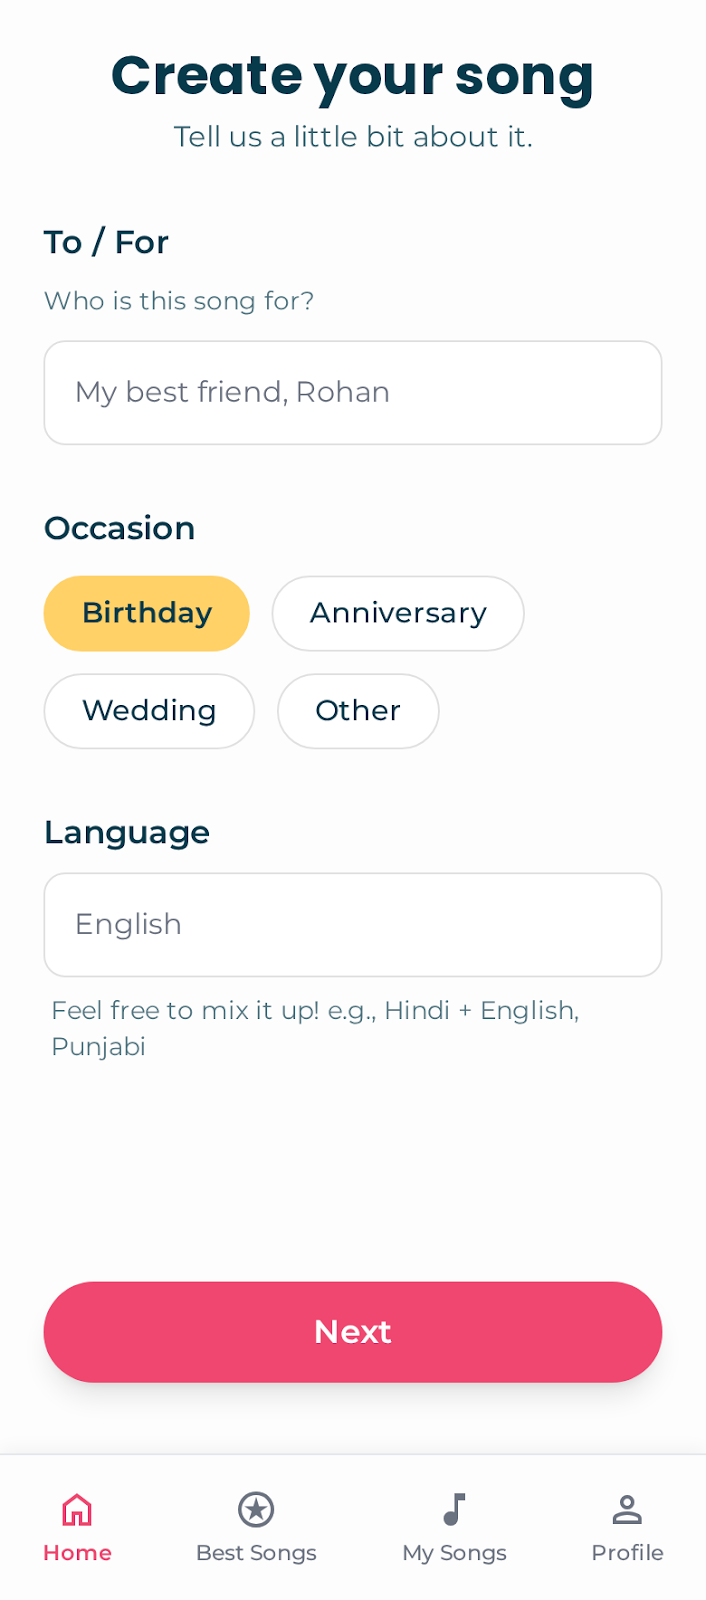 Create your song
Tell us a little bit about it.
To / For
Who is this song for?
My best friend, Rohan
Occasion
Birthday
Anniversary
Wedding
Other
Language
English
Feel free to mix it up! e.g., Hindi + English,
Punjabi
Next
Home
Best Songs
My Songs
Profile